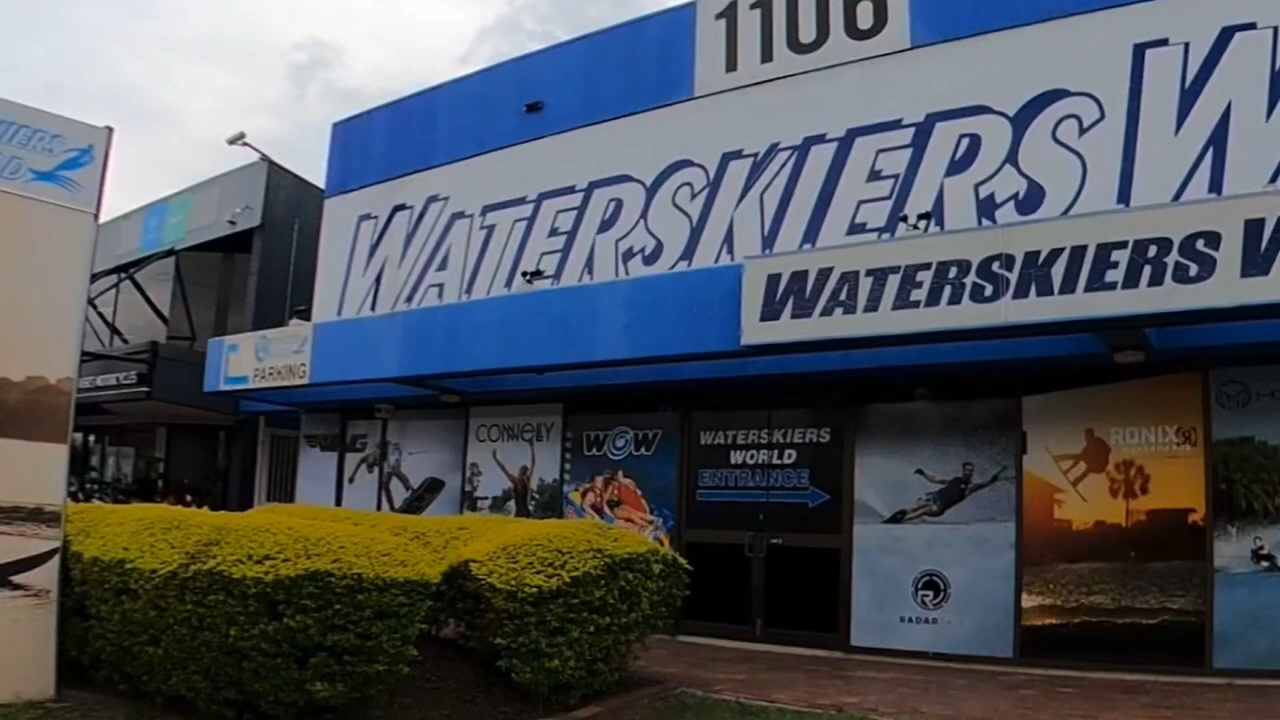 1106
WATERSKIERS W
WATERSKIERS W
PARKING
CONNELLY
WOW
WATERSKIERS
WORLD
ENTRANCE
RADAR
RONIX